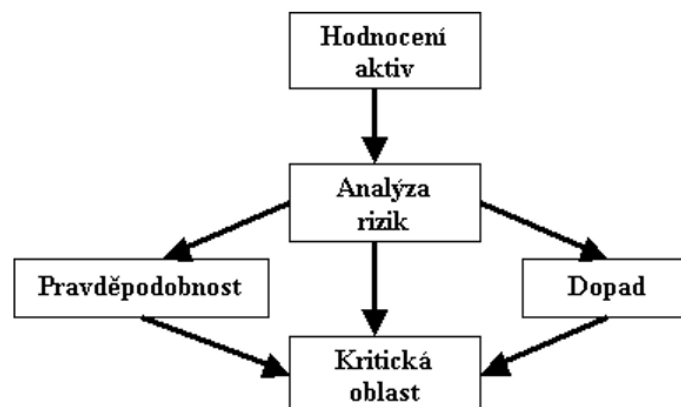 Hodnocení
aktiv
Analýza
rizik
Pravděpodobnost
Dopad
Kritická
oblast